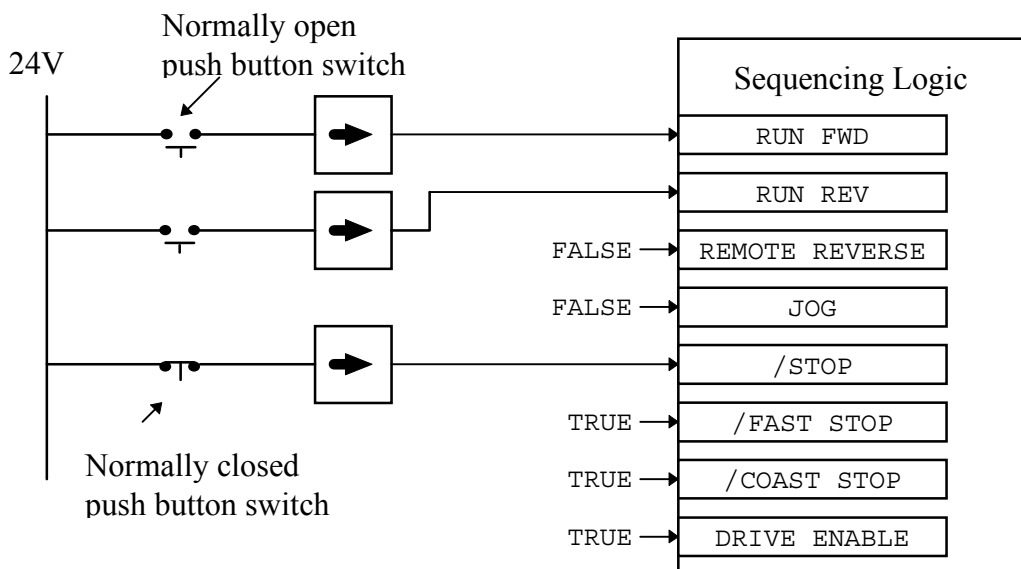 Normally open
push button switch
24V
Sequencing Logic
RUN FWD
RUN REV
FALSE
REMOTE REVERSE
FALSE
JOG
/STOP
TRUE
/FAST STOP
Normally closed
push button switch
TRUE
/COAST STOP
TRUE
DRIVE ENABLE